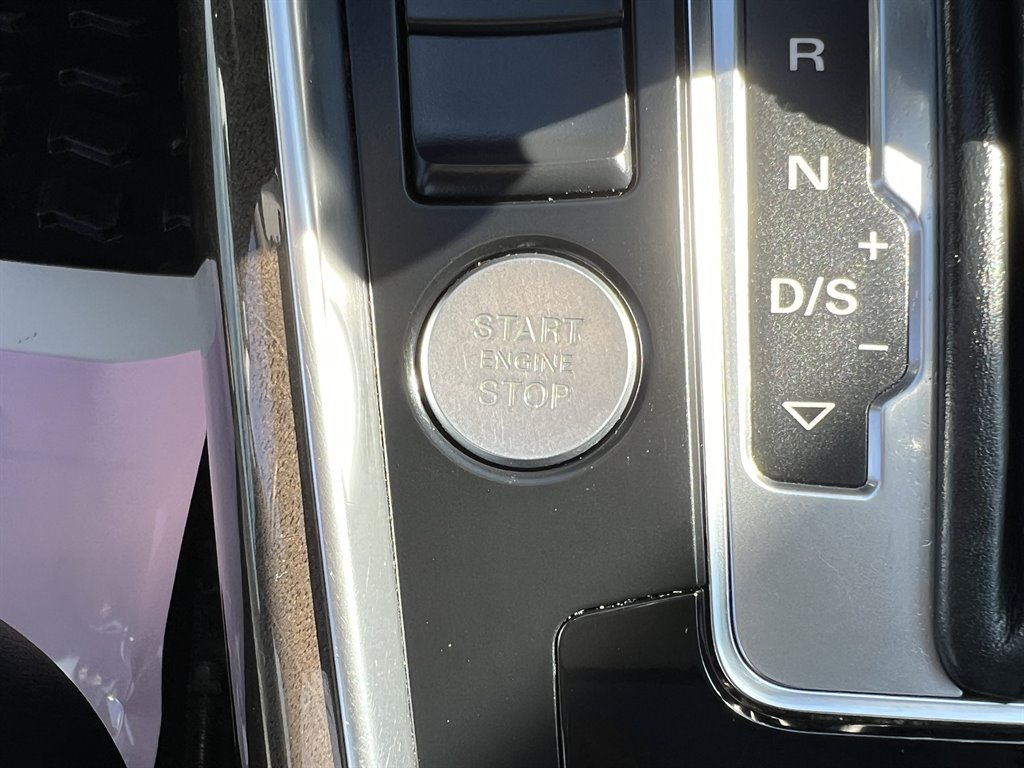 START
ENGINE
STOP
R
N
+
D/S
−